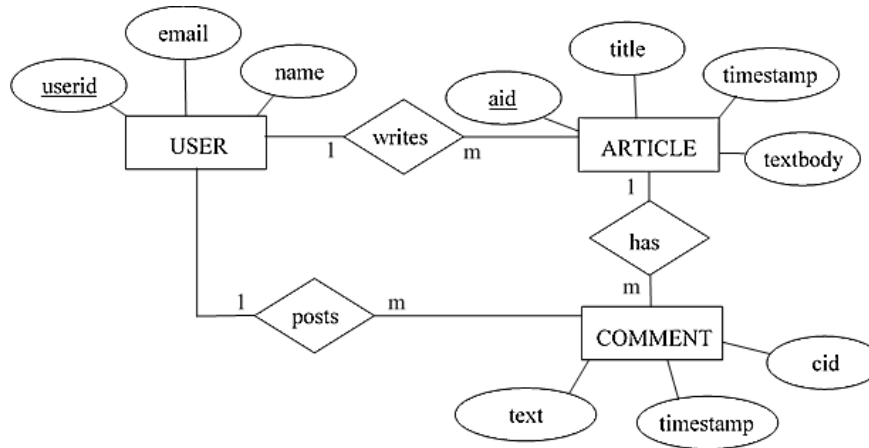 email
title
userid
name
timestamp
aid
USER
writes
ARTICLE
1
m
textbody
1
has
m
1
posts
m
COMMENT
cid
text
timestamp